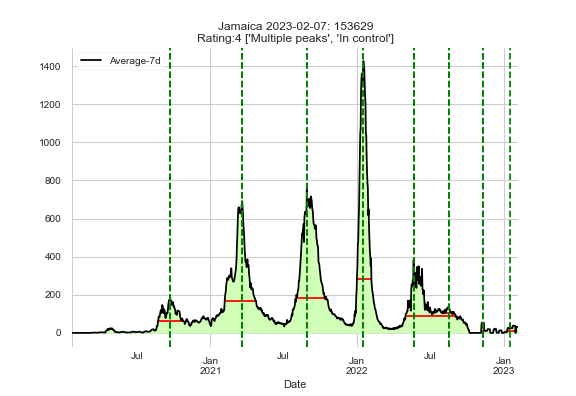 Jamaica 2023-02-07: 153629
Rating:4 ['Multiple peaks', 'In control']
Average-7d
1400
1200
1000
800
600
400
200
0
Jul
Jan
2021
Jul
Jan
2022
Jul
Jan
2023
Date